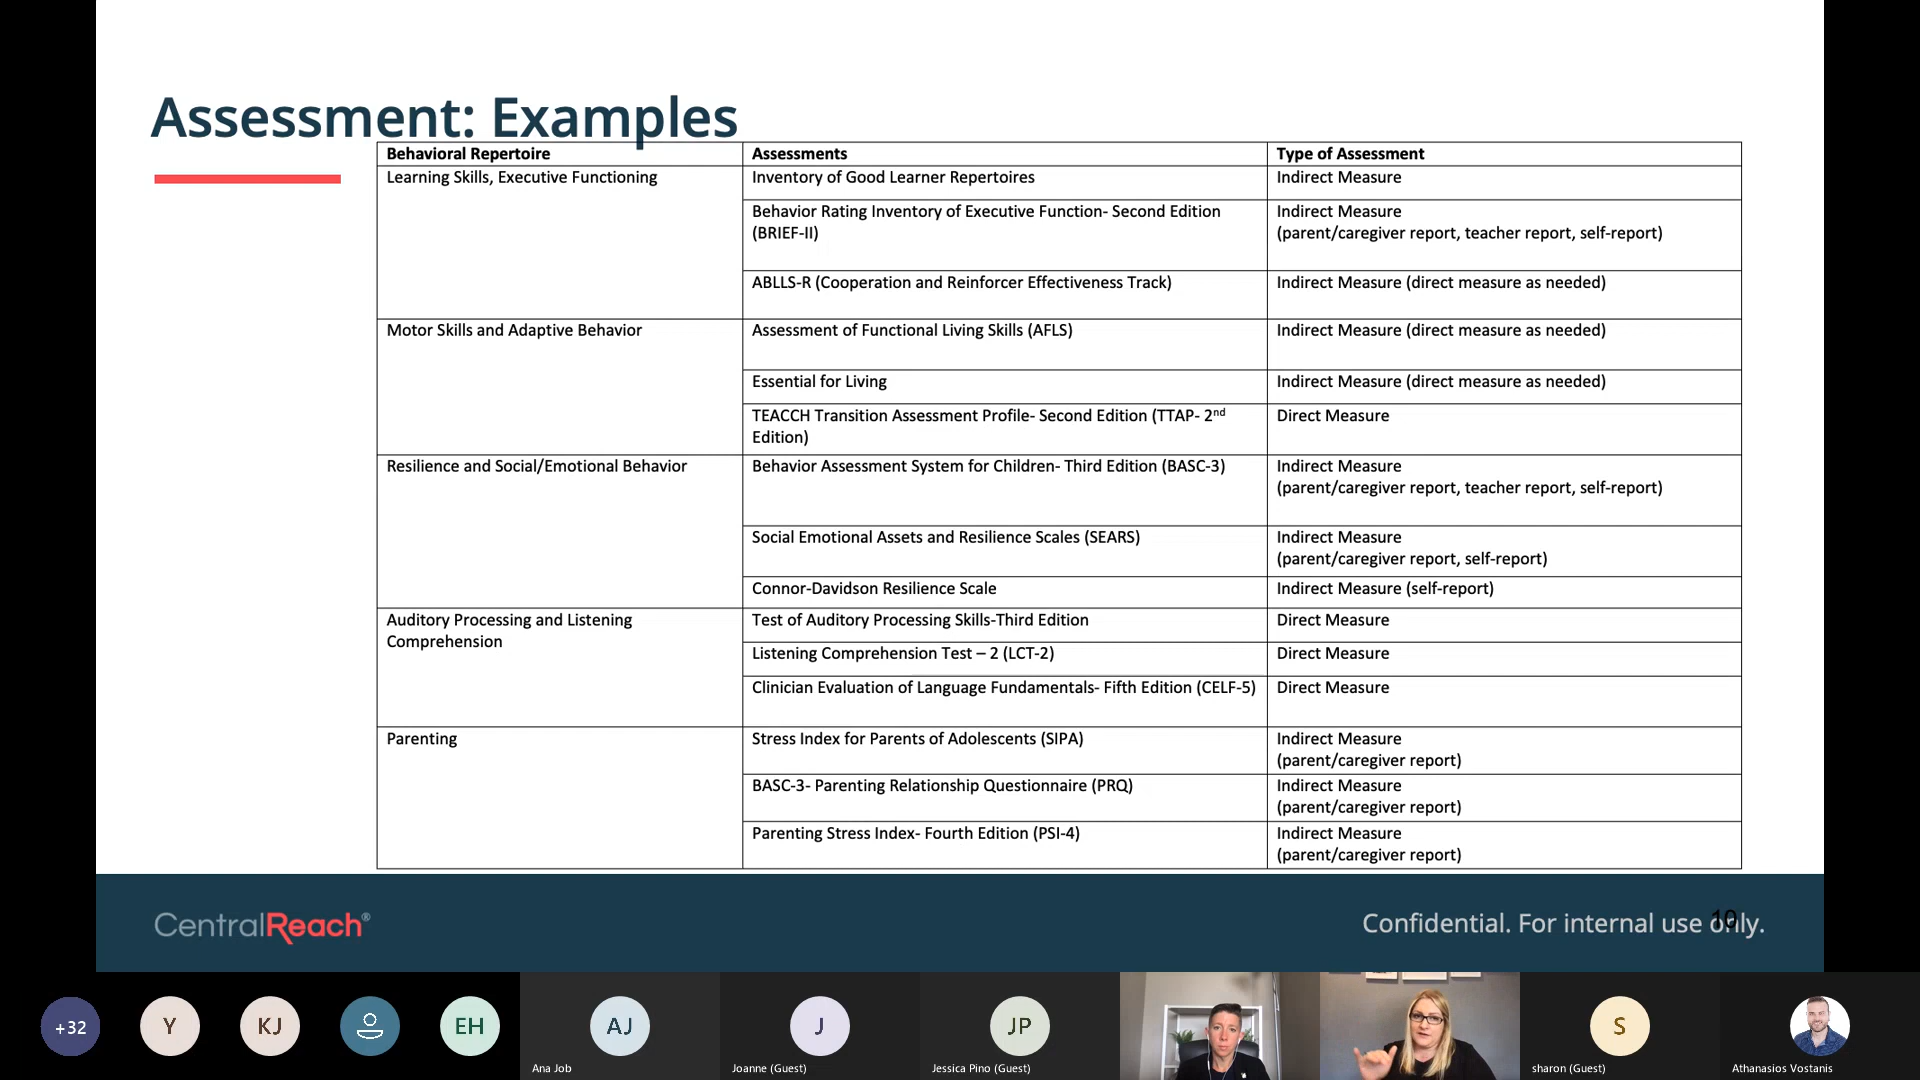 Assessment: Examples
Behavioral Repertoire
Assessments
Type of Assessment
Learning Skills, Executive Functioning
Inventory of Good Learner Repertoires
Indirect Measure
Behavior Rating Inventory of Executive Function- Second Edition
(BRIEF-II)
Indirect Measure
(parent/caregiver report, teacher report, self-report)
ABLLS-R (Cooperation and Reinforcer Effectiveness Track)
Indirect Measure (direct measure as needed)
Motor Skills and Adaptive Behavior
Assessment of Functional Living Skills (AFLS)
Indirect Measure (direct measure as needed)
Essential for Living
Indirect Measure (direct measure as needed)
TEACCH Transition Assessment Profile- Second Edition (TTAP- 2nd
Edition)
Direct Measure
Resilience and Social/Emotional Behavior
Behavior Assessment System for Children- Third Edition (BASC-3)
Indirect Measure
(parent/caregiver report, teacher report, self-report)
Social Emotional Assets and Resilience Scales (SEARS)
Indirect Measure
(parent/caregiver report, self-report)
Connor-Davidson Resilience Scale
Indirect Measure (self-report)
Auditory Processing and Listening
Comprehension
Test of Auditory Processing Skills-Third Edition
Direct Measure
Listening Comprehension Test – 2 (LCT-2)
Direct Measure
Clinician Evaluation of Language Fundamentals- Fifth Edition (CELF-5)
Direct Measure
Parenting
Stress Index for Parents of Adolescents (SIPA)
Indirect Measure
(parent/caregiver report)
BASC-3- Parenting Relationship Questionnaire (PRQ)
Indirect Measure
(parent/caregiver report)
Parenting Stress Index- Fourth Edition (PSI-4)
Indirect Measure
(parent/caregiver report)
CentralReach®
Confidential. For internal use only.
10
+32
Y
KJ
EH
AJ
Ana Job
J
Joanne (Guest)
JP
Jessica Pino (Guest)
S
sharon (Guest)
Athanasios Vostanis